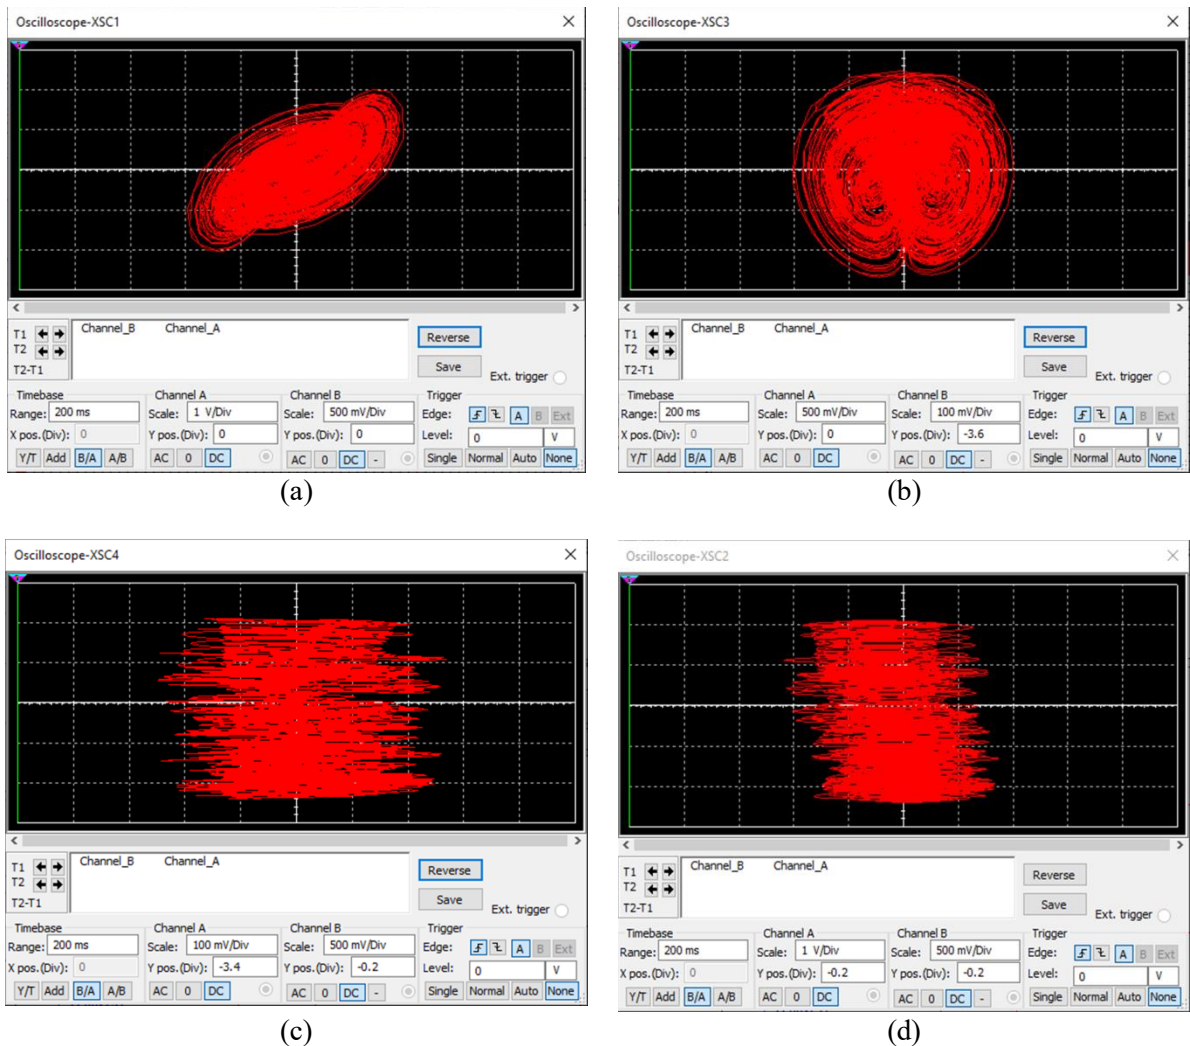 Oscilloscope-XSC1
T1
T2
T2-T1
Channel_B Channel_A
Reverse
Save
Ext. trigger
Timebase Channel A Channel B Trigger
Range: 200 ms Scale: 1 V/Div Scale: 500 mV/Div Edge: A B Ext
X pos.(Div): 0 Y pos.(Div): 0 Y pos.(Div): 0 Level: 0 V
Y/T Add B/A A/B AC 0 DC AC 0 DC - Single Normal Auto None
(a)
Oscilloscope-XSC3
T1
T2
T2-T1
Channel_B Channel_A
Reverse
Save
Ext. trigger
Timebase Channel A Channel B Trigger
Range: 200 ms Scale: 500 mV/Div Scale: 100 mV/Div Edge: A B Ext
X pos.(Div): 0 Y pos.(Div): 0 Y pos.(Div): -3.6 Level: 0 V
Y/T Add B/A A/B AC 0 DC AC 0 DC - Single Normal Auto None
(b)
Oscilloscope-XSC4
T1
T2
T2-T1
Channel_B Channel_A
Reverse
Save
Ext. trigger
Timebase Channel A Channel B Trigger
Range: 200 ms Scale: 100 mV/Div Scale: 500 mV/Div Edge: A B Ext
X pos.(Div): 0 Y pos.(Div): -3.4 Y pos.(Div): -0.2 Level: 0 V
Y/T Add B/A A/B AC 0 DC AC 0 DC - Single Normal Auto None
(c)
Oscilloscope-XSC2
T1
T2
T2-T1
Channel_B Channel_A
Reverse
Save
Ext. trigger
Timebase Channel A Channel B Trigger
Range: 200 ms Scale: 1 V/Div Scale: 500 mV/Div Edge: A B Ext
X pos.(Div): 0 Y pos.(Div): -0.2 Y pos.(Div): -0.2 Level: 0 V
Y/T Add B/A A/B AC 0 DC AC 0 DC - Single Normal Auto None
(d)